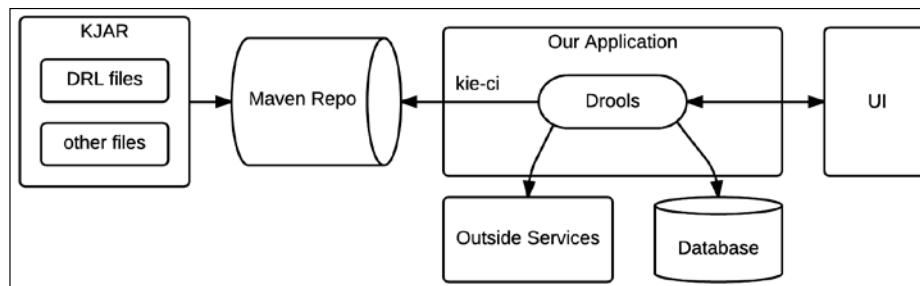 KJAR
DRL files
other files
Maven Repo
kie-ci
Our Application
Drools
UI
Outside Services
Database